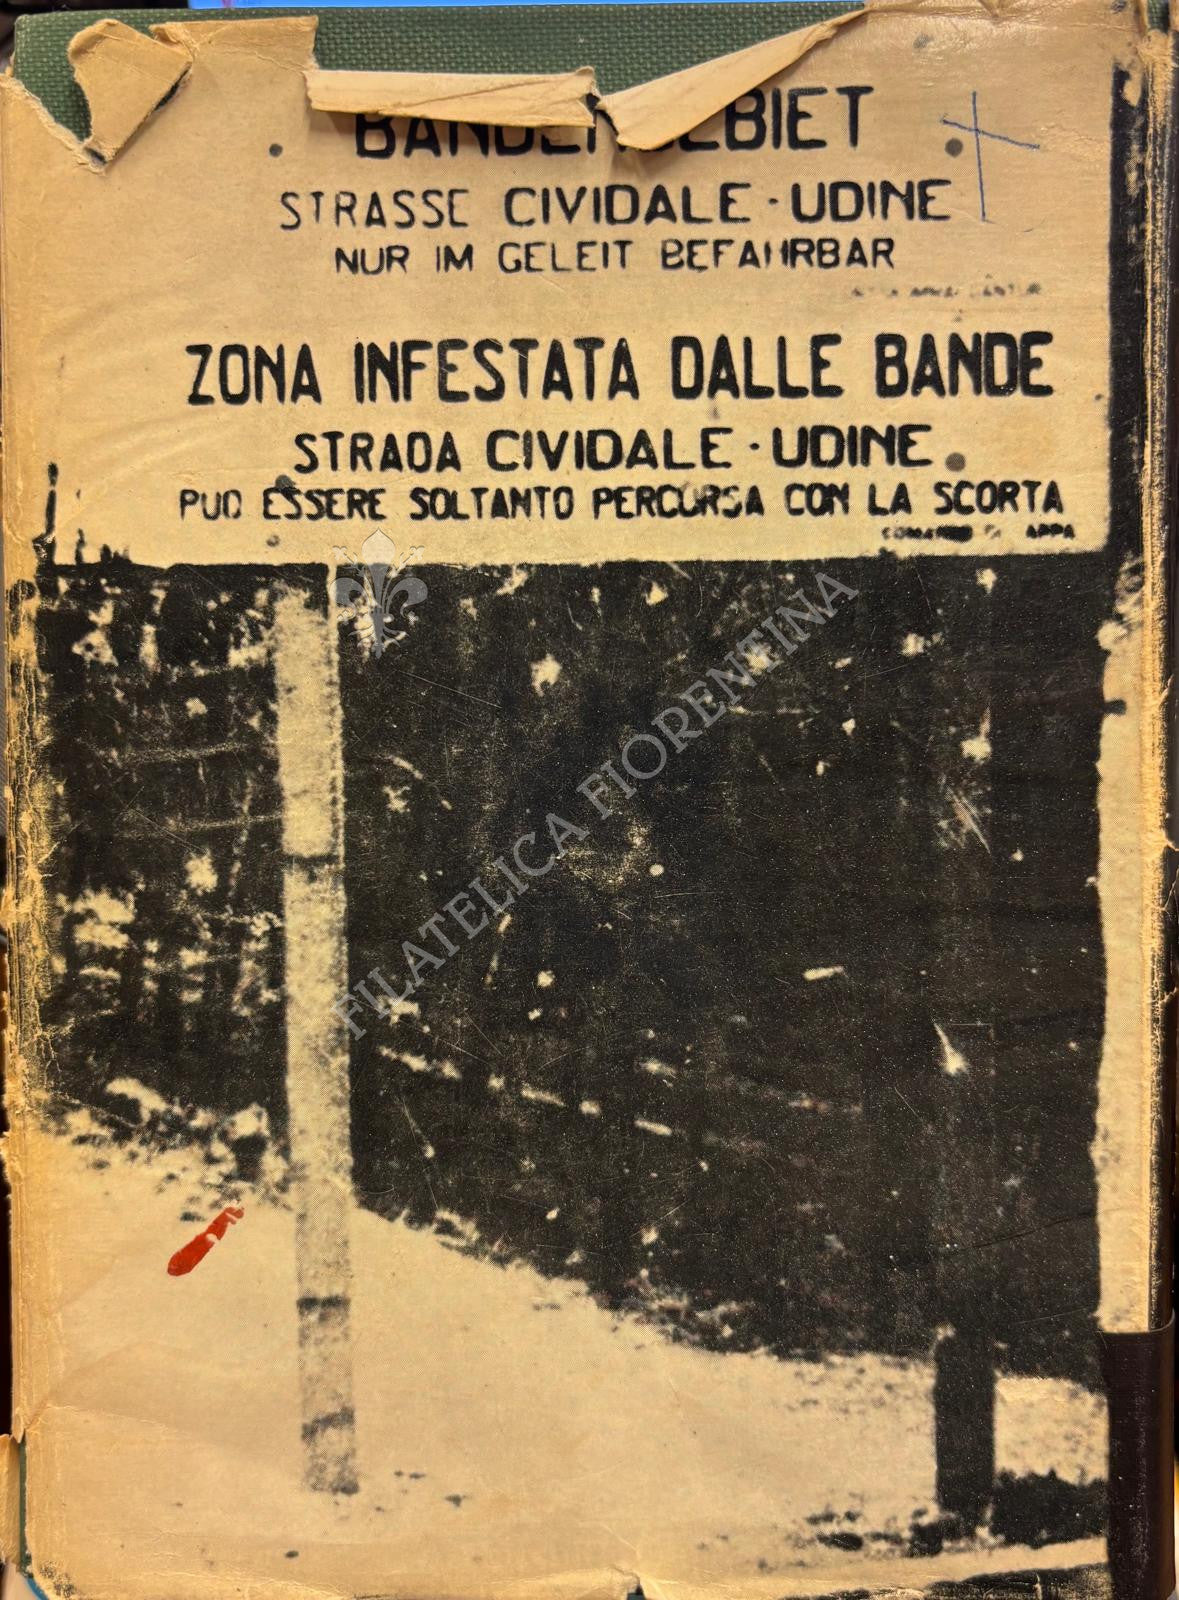 BANDENGEBIET
STRASSE CIVIDALE - UDINE
NUR IM GELEIT BEFAHRBAR
ZONA INFESTATA DALLE BANDE
STRADA CIVIDALE - UDINE
PUO ESSERE SOLTANTO PERCORSA CON LA SCORTA
FILATELICA FIORENTINA